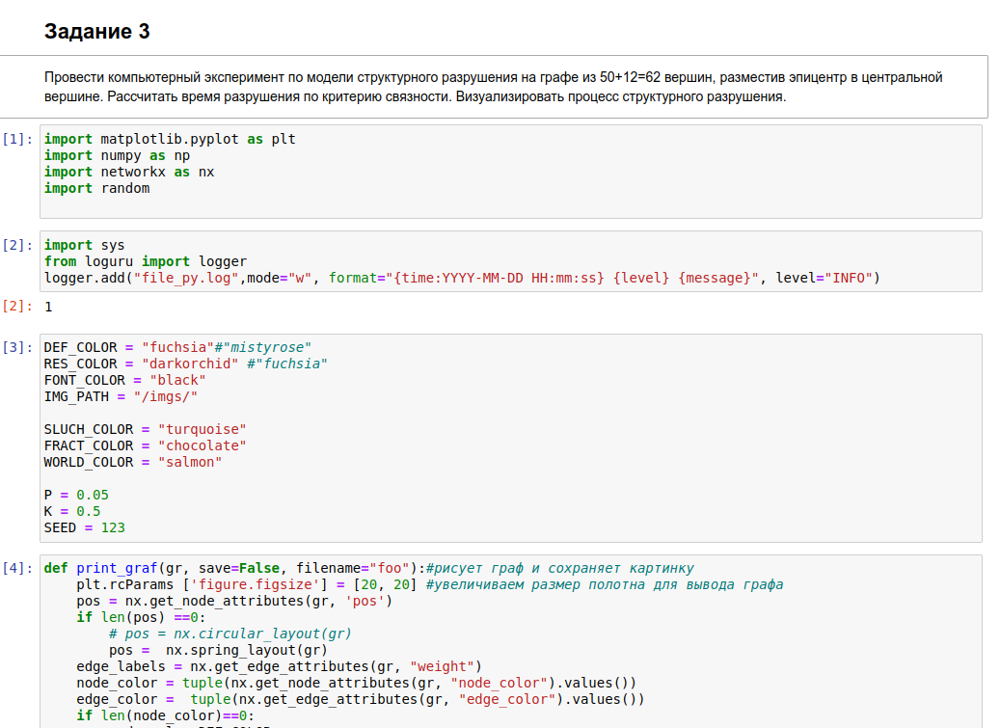 Задание 3
Провести компьютерный эксперимент по модели структурного разрушения на графе из 50+12=62 вершин, разместив эпицентр в центральной
вершине. Рассчитать время разрушения по критерию связности. Визуализировать процесс структурного разрушения.
[1]: import matplotlib.pyplot as plt
import numpy as np
import networkx as nx
import random
[2]: import sys
from loguru import logger
logger.add("file_py.log",mode="w", format="{time:YYYY-MM-DD HH:mm:ss} {level} {message}", level="INFO")
[2]: 1
[3]: DEF_COLOR = "fuchsia"#"mistyrose"
RES_COLOR = "darkorchid" #"fuchsia"
FONT_COLOR = "black"
IMG_PATH = "/imgs/"
SLUCH_COLOR = "turquoise"
FRACT_COLOR = "chocolate"
WORLD_COLOR = "salmon"
P = 0.05
K = 0.5
SEED = 123
[4]: def print_graf(gr, save=False, filename="foo"):#рисует граф и сохраняет картинку
    plt.rcParams ['figure.figsize'] = [20, 20] #увеличиваем размер полотна для вывода графа
    pos = nx.get_node_attributes(gr, 'pos')
    if len(pos) ==0:
        # pos = nx.circular_layout(gr)
        pos =  nx.spring_layout(gr)
    edge_labels = nx.get_edge_attributes(gr, "weight")
    node_color = tuple(nx.get_node_attributes(gr, "node_color").values())
    edge_color =  tuple(nx.get_edge_attributes(gr, "edge_color").values())
    if len(node_color)==0: